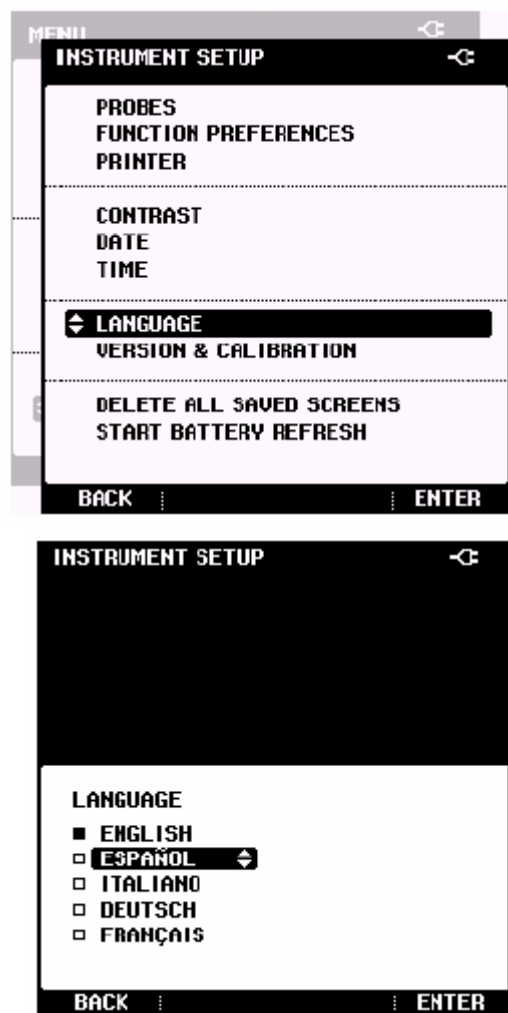 MENU
INSTRUMENT SETUP
PROBES
FUNCTION PREFERENCES
PRINTER
CONTRAST
DATE
TIME
LANGUAGE
VERSION & CALIBRATION
DELETE ALL SAVED SCREENS
START BATTERY REFRESH
BACK ENTER
INSTRUMENT SETUP
LANGUAGE
ENGLISH
ESPAÑOL
ITALIANO
DEUTSCH
FRANÇAIS
BACK ENTER